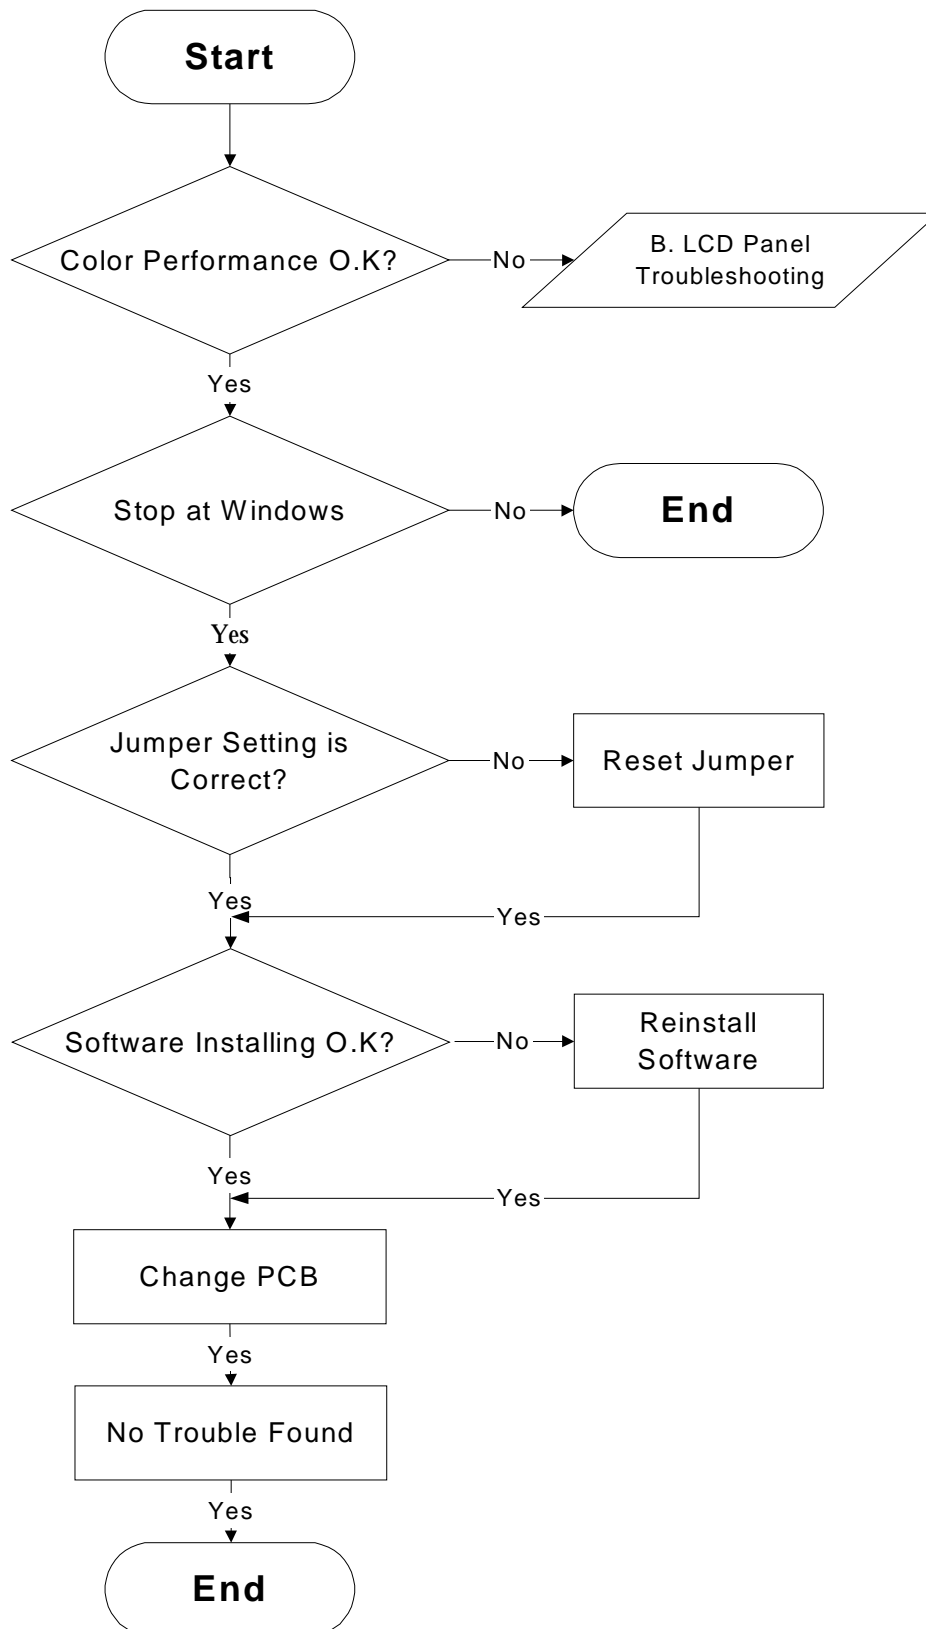 Start
Color Performance O.K?
No
B. LCD Panel
Troubleshooting
Yes
Stop at Windows
No
End
Yes
Jumper Setting is
Correct?
No
Reset Jumper
Yes
Yes
Software Installing O.K?
No
Reinstall
Software
Yes
Yes
Change PCB
Yes
No Trouble Found
Yes
End